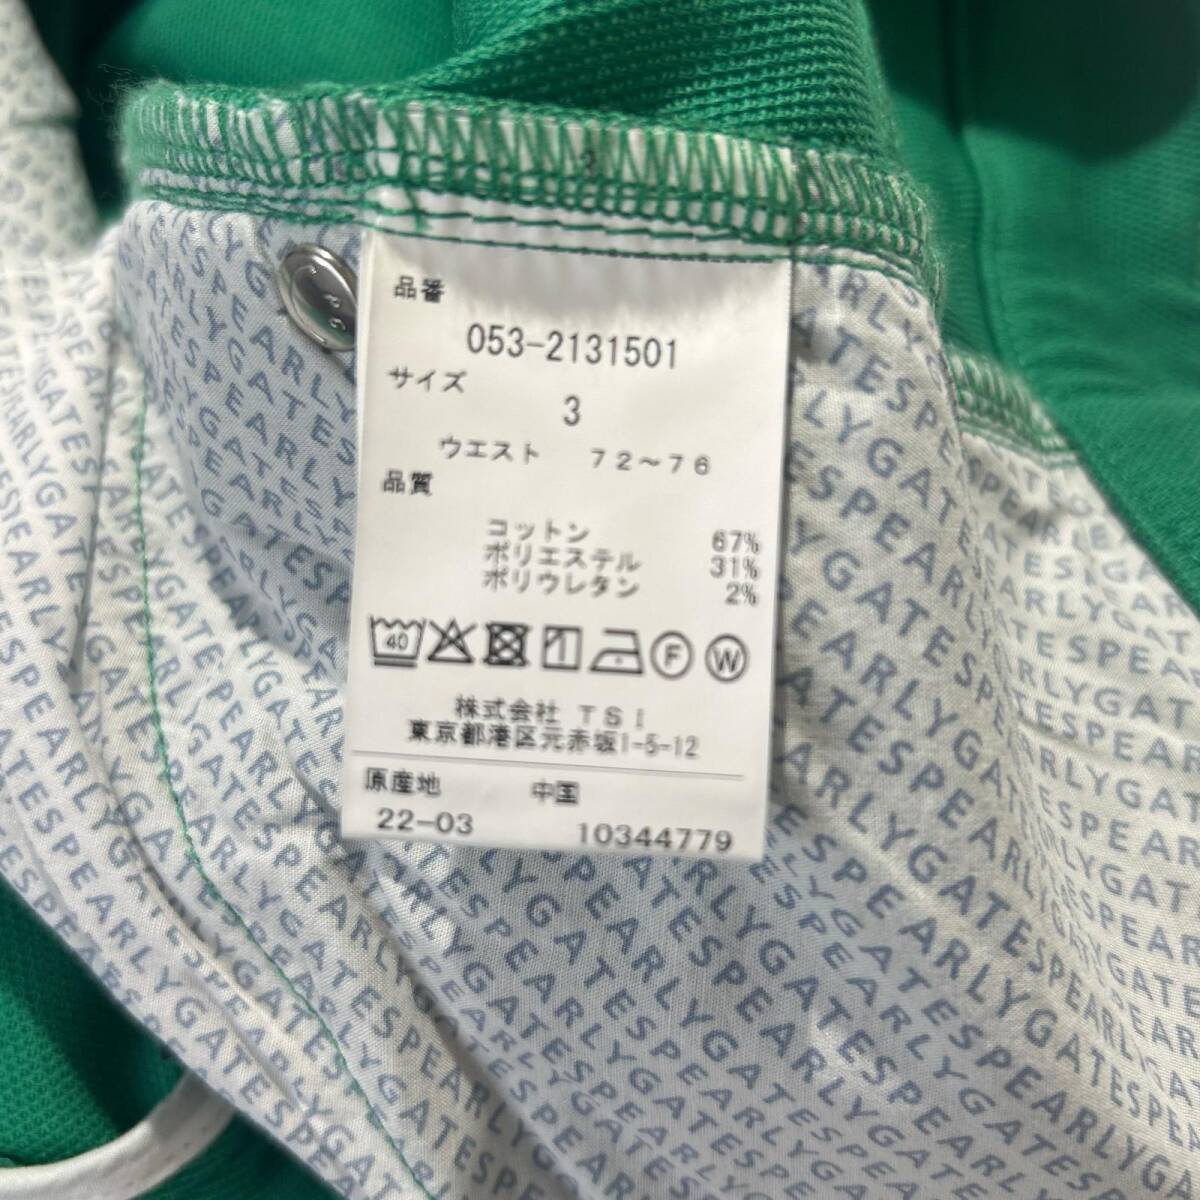 品番
053-2131501
サイズ
3
ウエスト 72～76
品質
コットン 67%
ポリエステル 31%
ポリウレタン 2%
40
F
W
株式会社 TSI
東京都港区元赤坂1-5-12
原産地 中国
22-03 10344779
PEARLYGATES